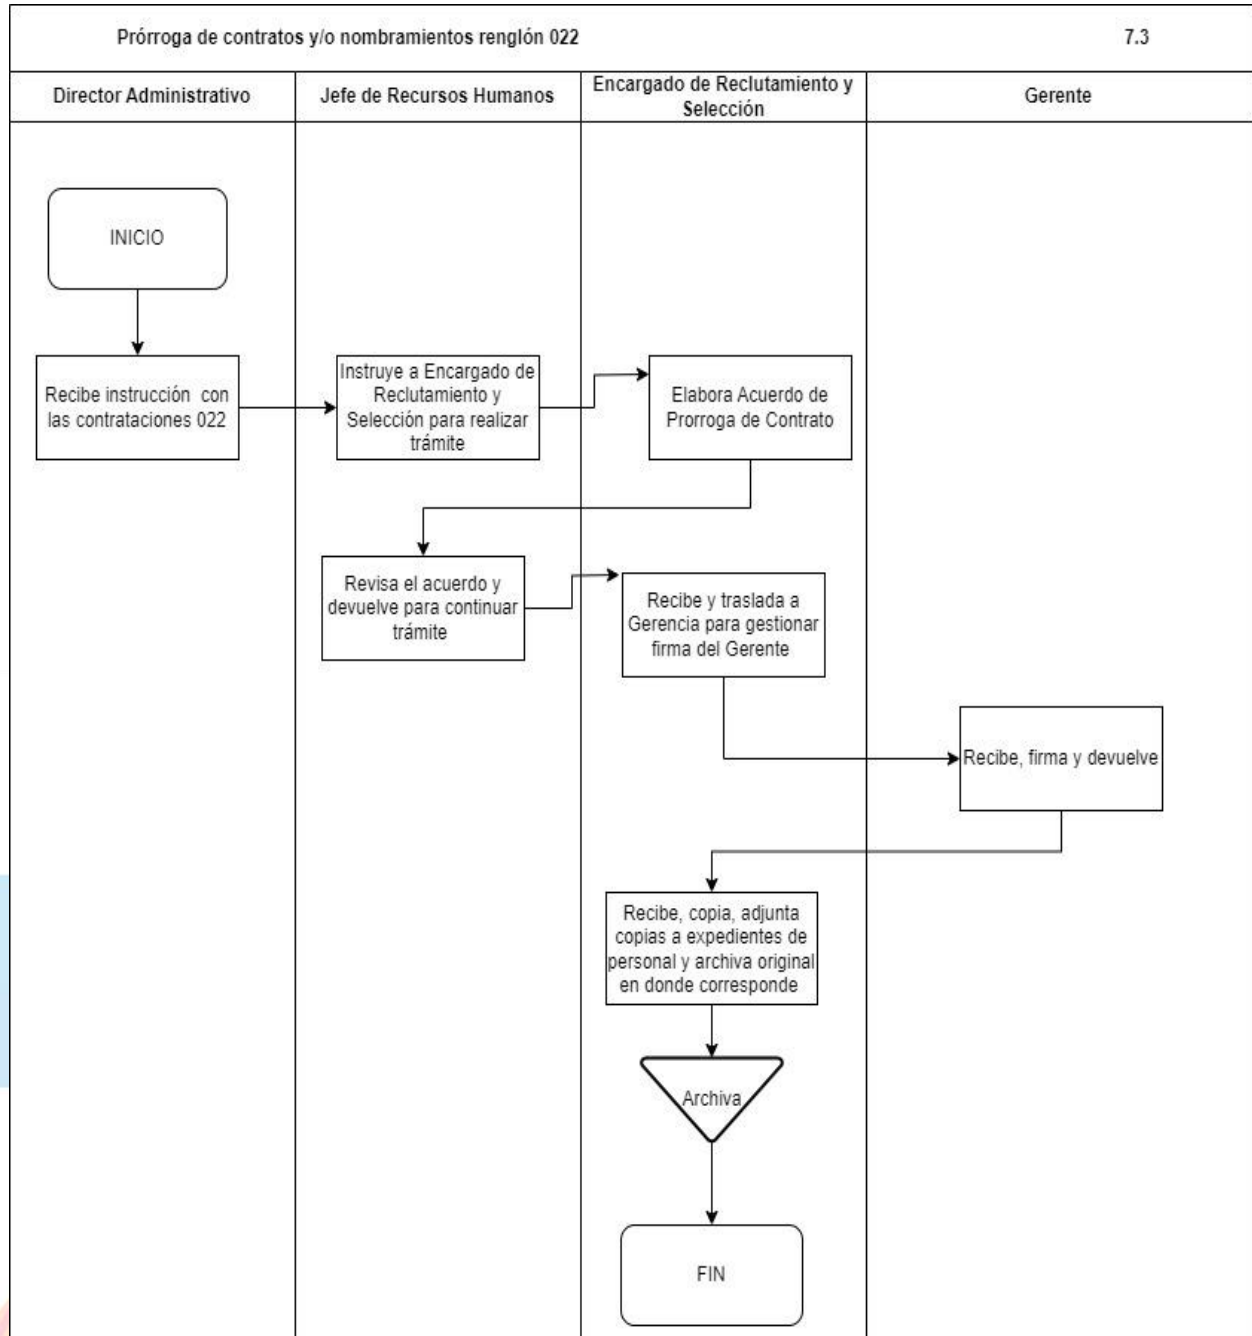 Prórroga de contratos y/o nombramientos renglón 022
7.3
Director Administrativo
Jefe de Recursos Humanos
Encargado de Reclutamiento y
Selección
Gerente
INICIO
Recibe instrucción con
las contrataciones 022
Instruye a Encargado de
Reclutamiento y
Selección para realizar
trámite
Elabora Acuerdo de
Prorroga de Contrato
Revisa el acuerdo y
devuelve para continuar
trámite
Recibe y traslada a
Gerencia para gestionar
firma del Gerente
Recibe, firma y devuelve
Recibe, copia, adjunta
copias a expedientes de
personal y archiva original
en donde corresponde
Archiva
FIN